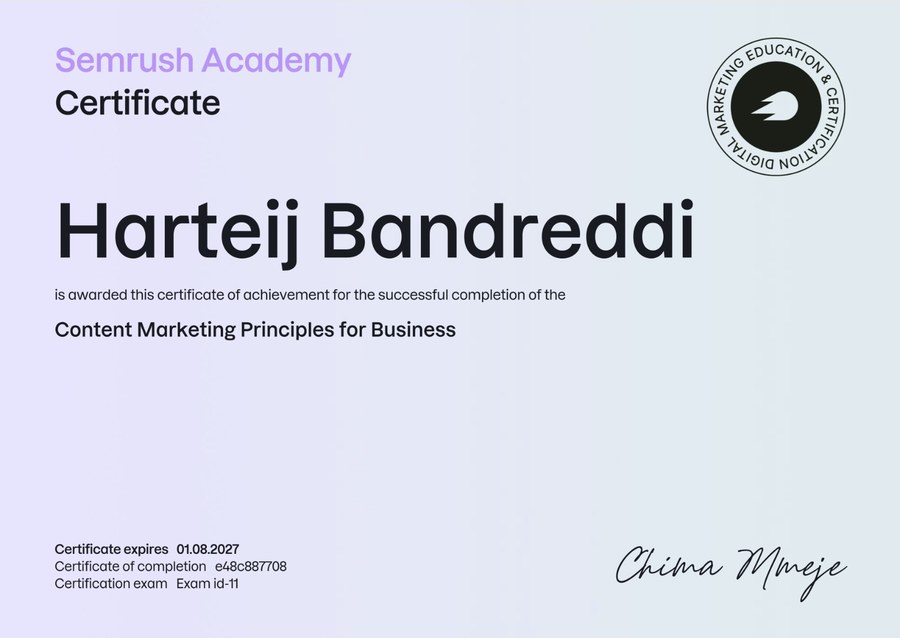 Semrush Academy
Certificate
DIGITAL MARKETING EDUCATION & CERTIFICATION
Harteij Bandreddi
is awarded this certificate of achievement for the successful completion of the
Content Marketing Principles for Business
Certificate expires 01.08.2027
Certificate of completion e48c887708
Certification exam Exam id-11
Chima Mmeje